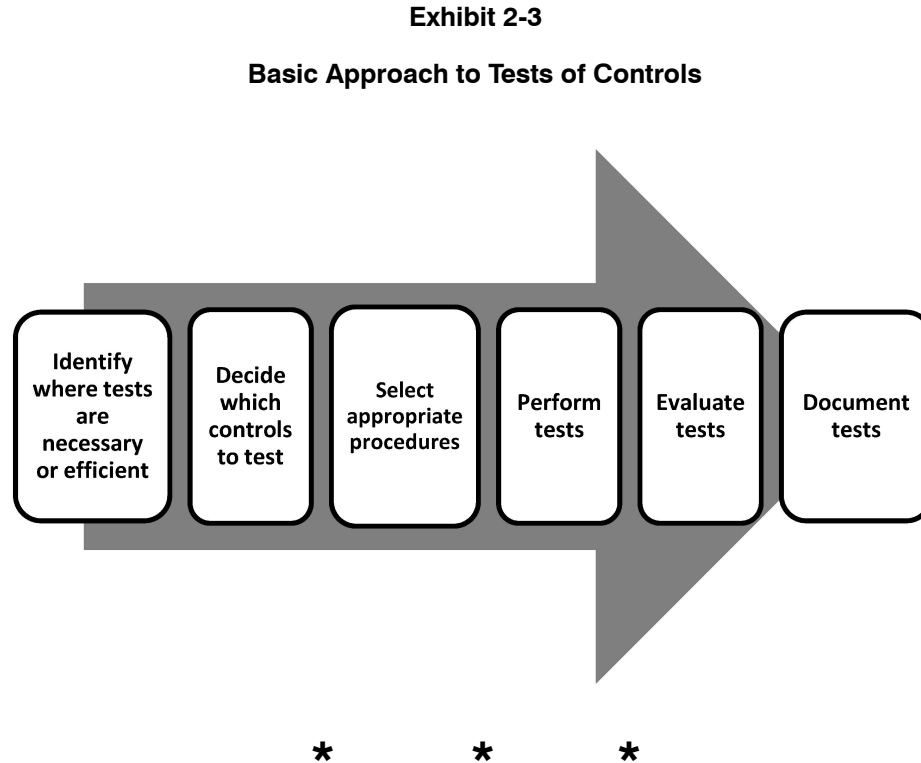 Exhibit 2-3
Basic Approach to Tests of Controls
Identify
where tests
are
necessary
or efficient
Decide
which
controls
to test
Select
appropriate
procedures
Perform
tests
Evaluate
tests
Document
tests
* * *